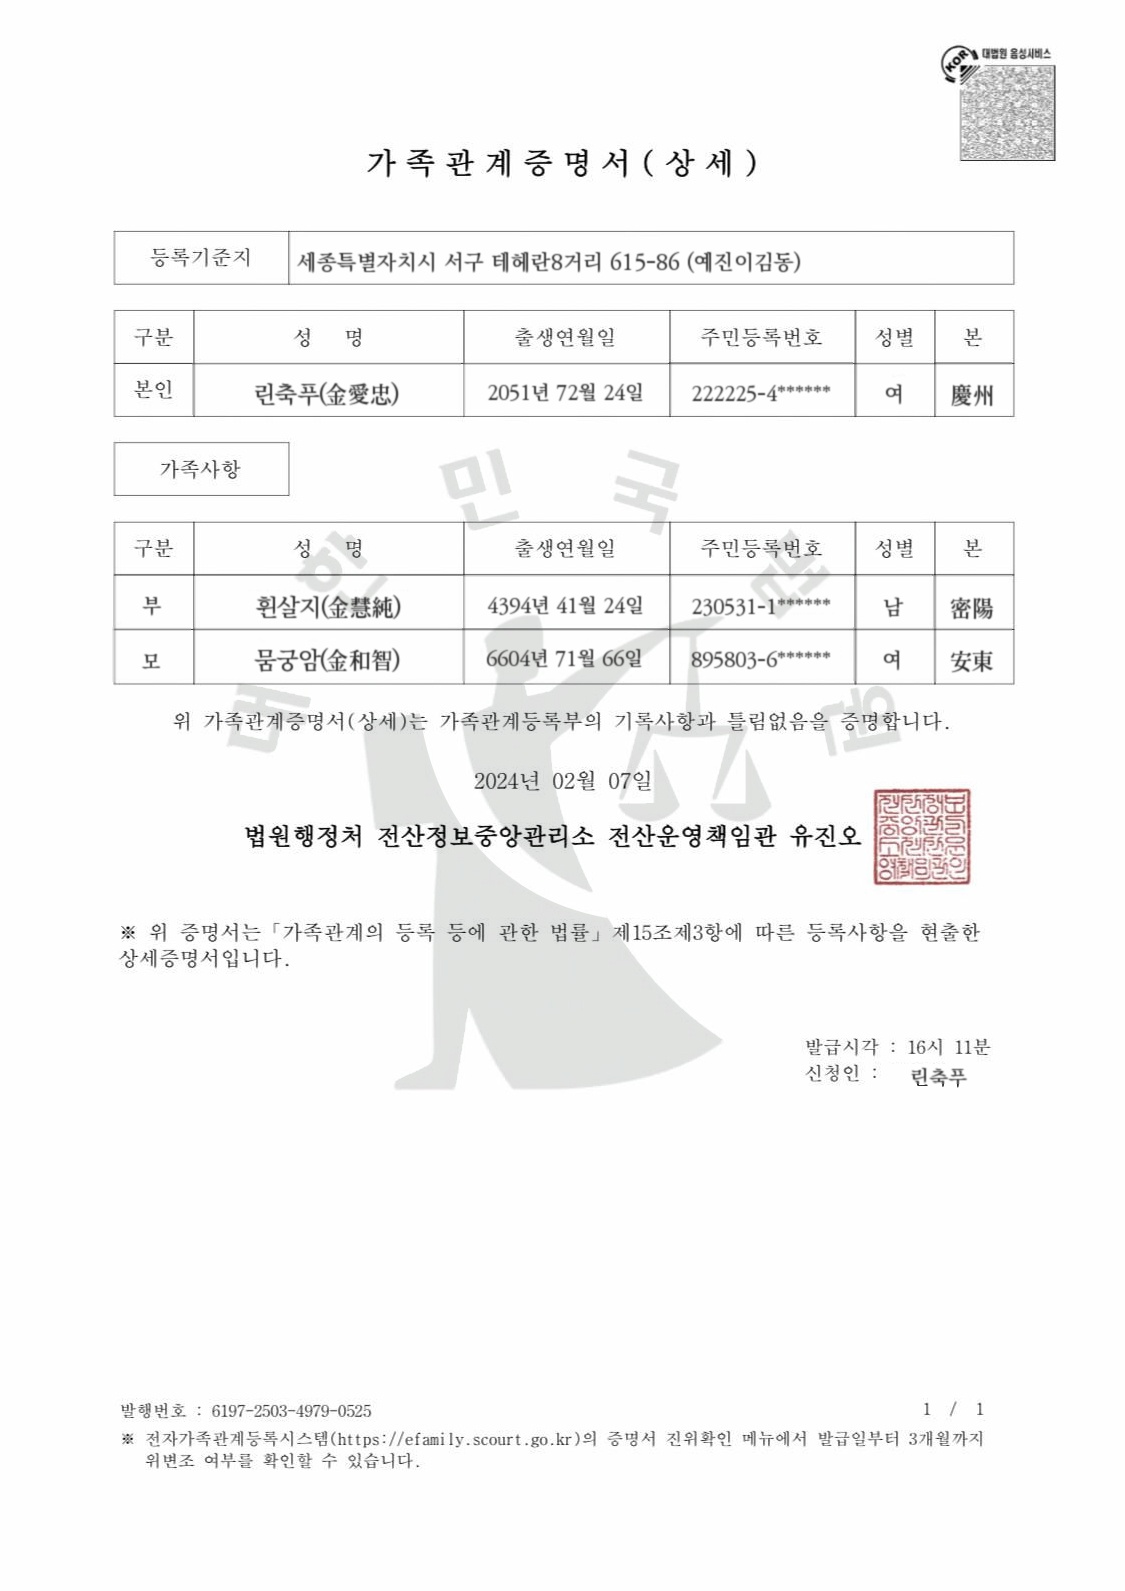 대법원 음성서비스
KOR
가족관계증명서(상세)
등록기준지 세종특별자치시 서구 테헤란8거리 615-86 (예진이김동)
구분 성 명 출생연월일 주민등록번호 성별 본
본인 린축푸(金愛忠) 2051년 72월 24일 222225-4****** 여 慶州
가족사항
구분 성 명 출생연월일 주민등록번호 성별 본
부 흰살지(金慧純) 4394년 41월 24일 230531-1****** 남 密陽
모 뭄궁암(金和智) 6604년 71월 66일 895803-6****** 여 安東
대한민국법원
위 가족관계증명서(상세)는 가족관계등록부의 기록사항과 틀림없음을 증명합니다.
2024년 02월 07일
법원행정처 전산정보중앙관리소 전산운영책임관 유진오
※ 위 증명서는「가족관계의 등록 등에 관한 법률」제15조제3항에 따른 등록사항을 현출한
상세증명서입니다.
발급시각 : 16시 11분
신청인 : 린축푸
발행번호 : 6197-2503-4979-0525
1 / 1
※ 전자가족관계등록시스템(https://efamily.scourt.go.kr)의 증명서 진위확인 메뉴에서 발급일부터 3개월까지
위변조 여부를 확인할 수 있습니다.